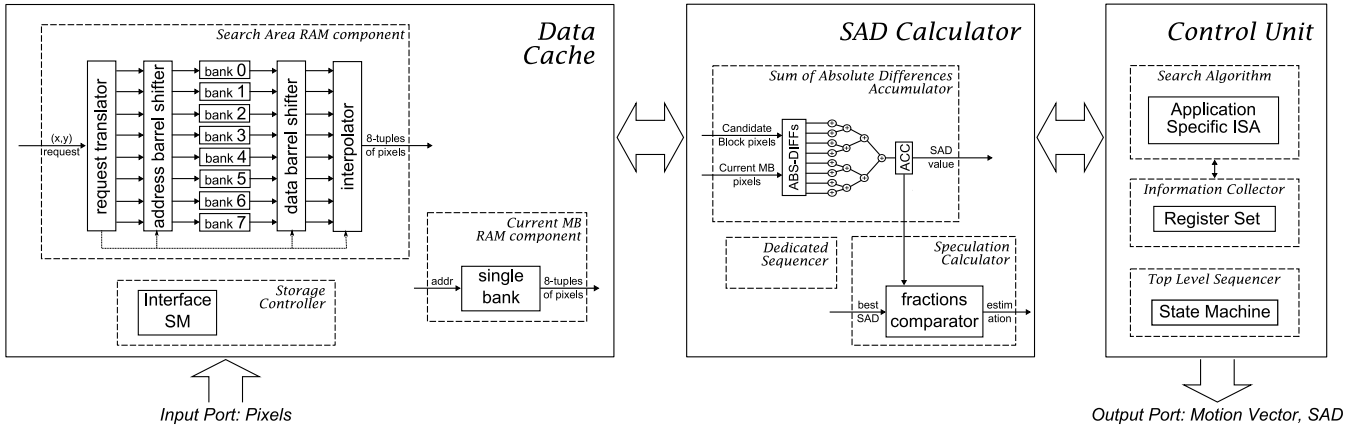 Data
Cache
Search Area RAM component
(x,y)
request
request translator
address barrel shifter
bank 0
bank 1
bank 2
bank 3
bank 4
bank 5
bank 6
bank 7
data barrel shifter
interpolator
8-tuples
of pixels
Current MB
RAM component
addr
single
bank
8-tuples
of pixels
Storage
Controller
Interface
SM
Input Port: Pixels
SAD Calculator
Sum of Absolute Differences
Accumulator
Candidate
Block pixels
Current MB
pixels
ABS-DIFFs
ACC
SAD
value
Dedicated
Sequencer
Speculation
Calculator
best
SAD
fractions
comparator
estim
ation
Control Unit
Search Algorithm
Application
Specific ISA
Information Collector
Register Set
Top Level Sequencer
State Machine
Output Port: Motion Vector, SAD